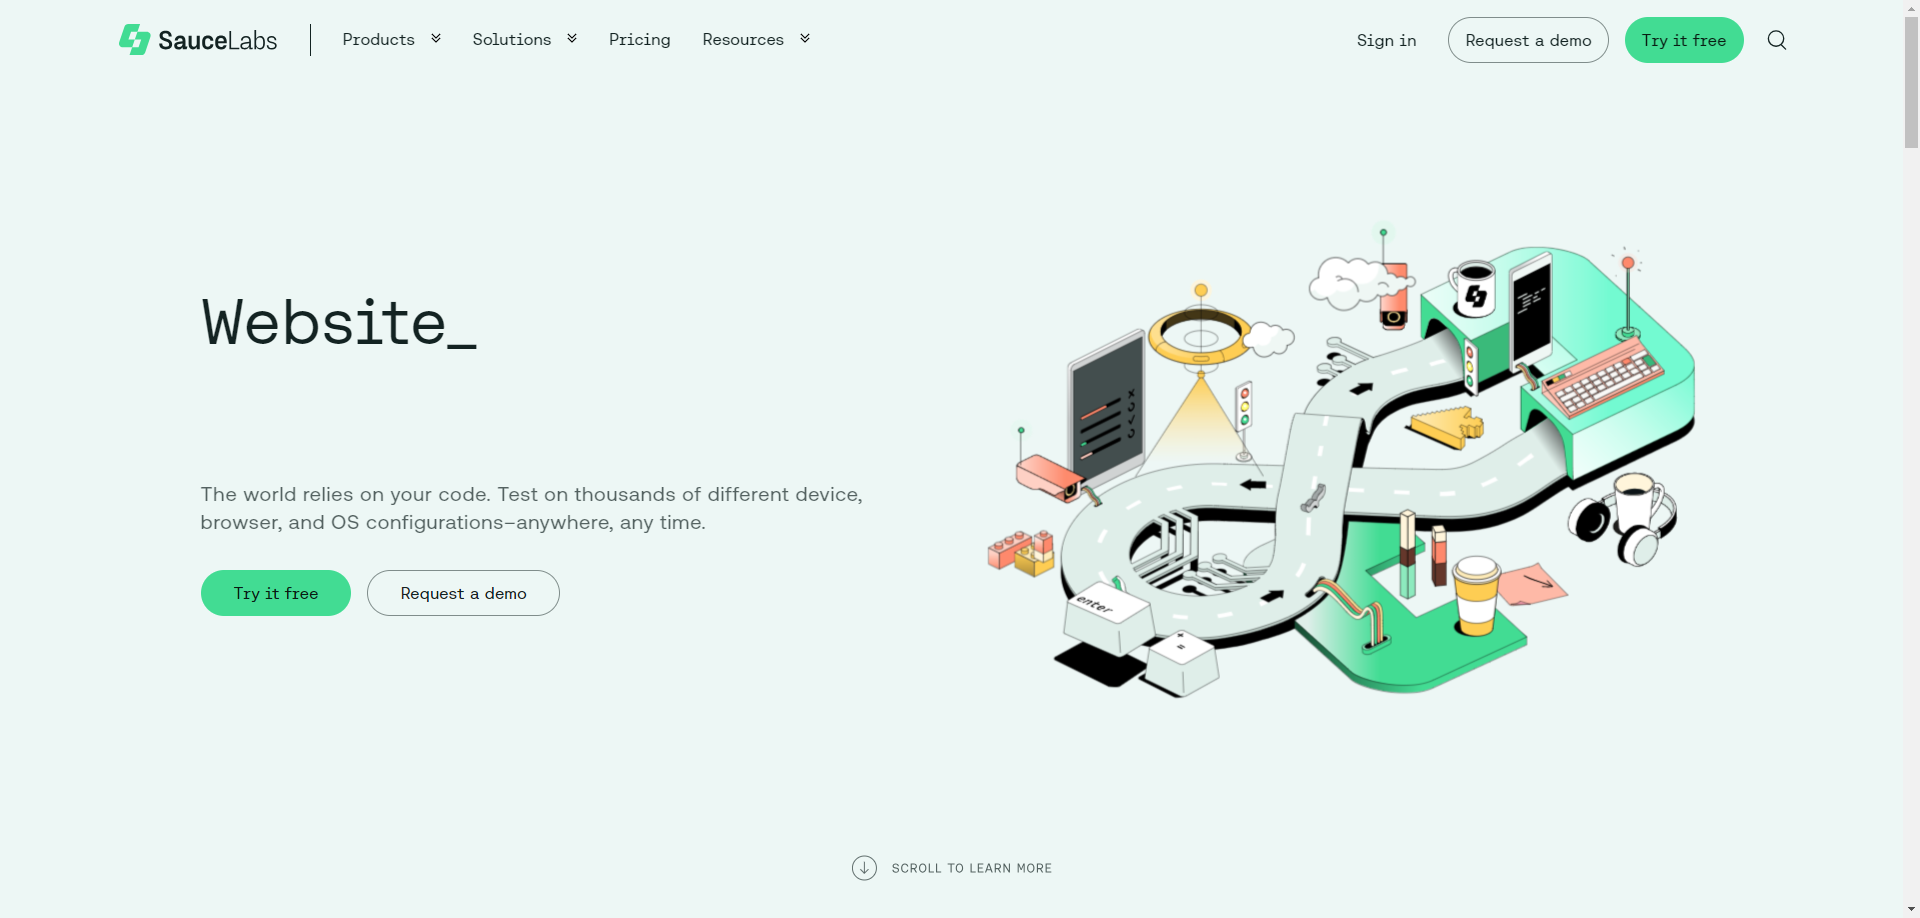 SauceLabs
Products
Solutions
Pricing
Resources
Sign in
Request a demo
Try it free
Website_
The world relies on your code. Test on thousands of different device,
browser, and OS configurations–anywhere, any time.
Try it free
Request a demo
enter
SCROLL TO LEARN MORE